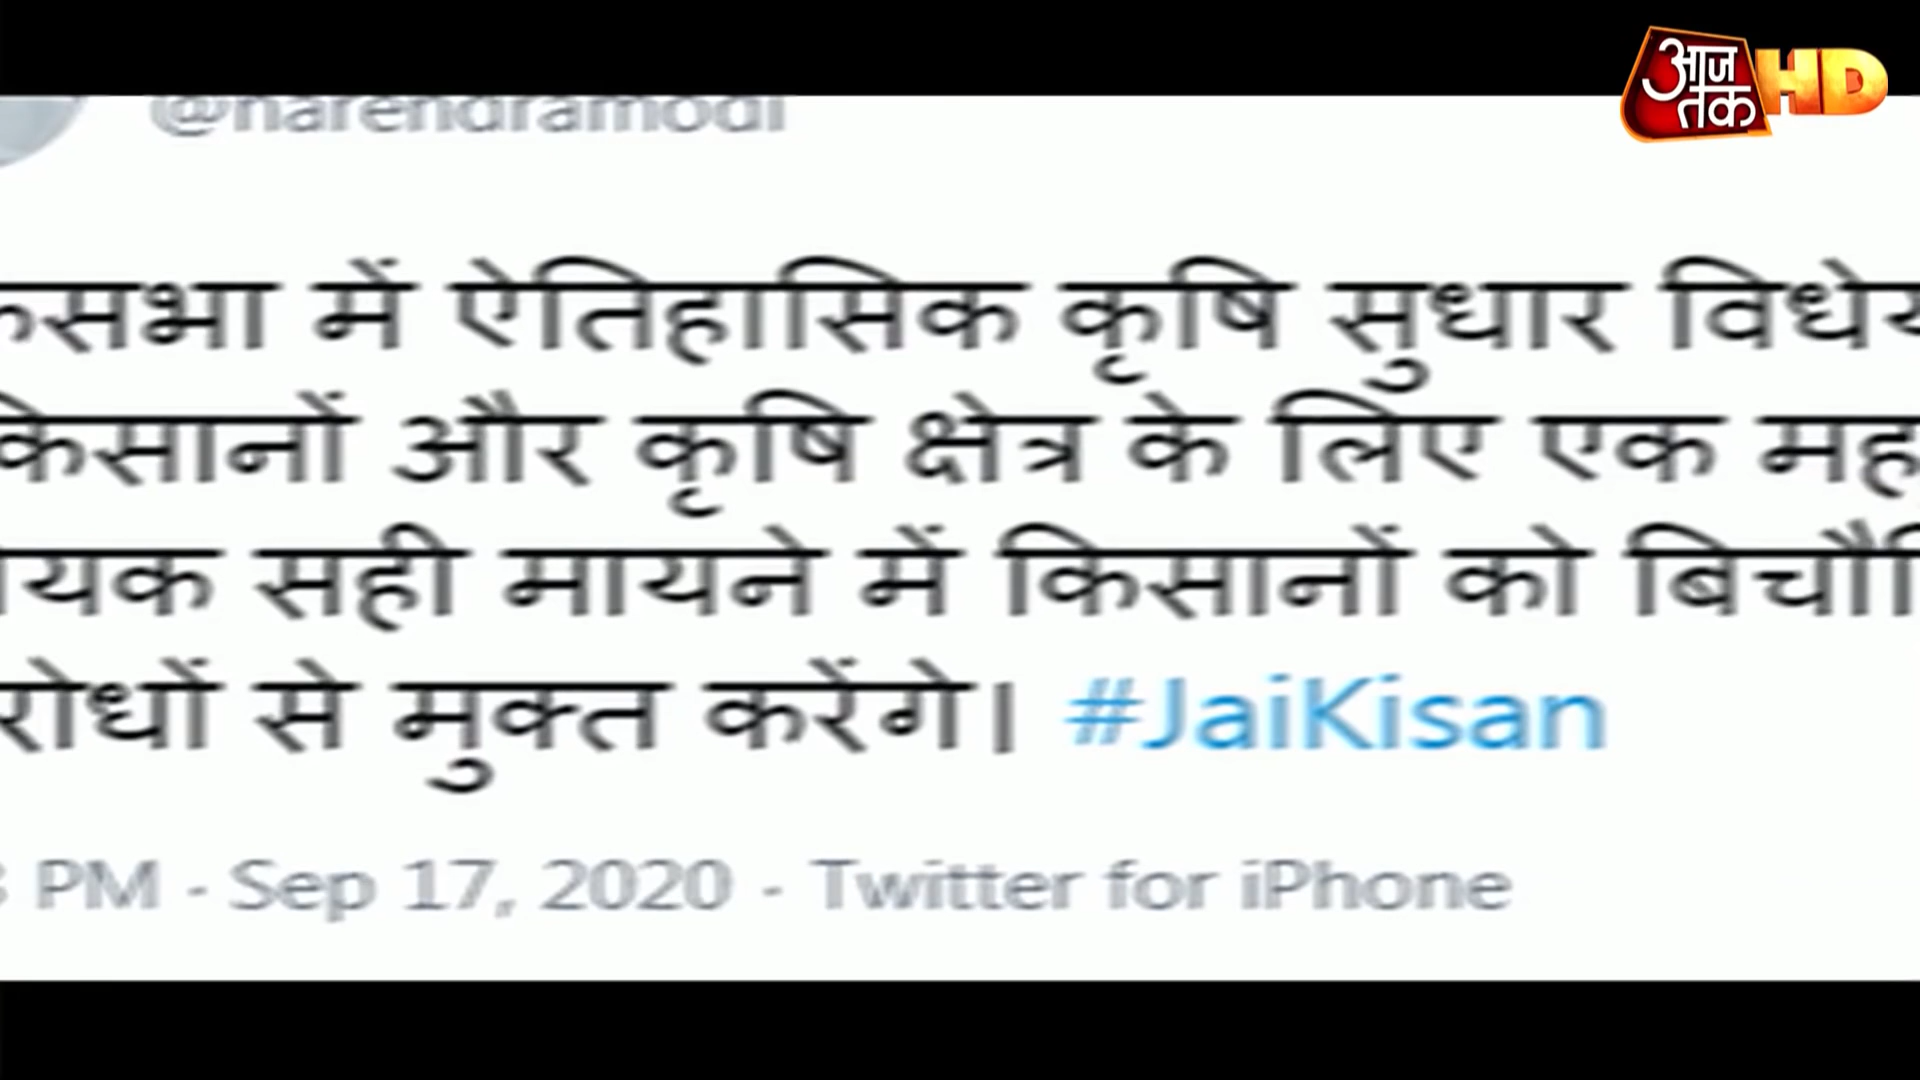 @narendramodi
आज तक HD
कसभा में ऐतिहासिक कृषि सुधार विधेय
किसानों और कृषि क्षेत्र के लिए एक मह
यक सही मायने में किसानों को बिचौलि
रोधों से मुक्त करेंगे। #JaiKisan
PM - Sep 17, 2020 - Twitter for iPhone